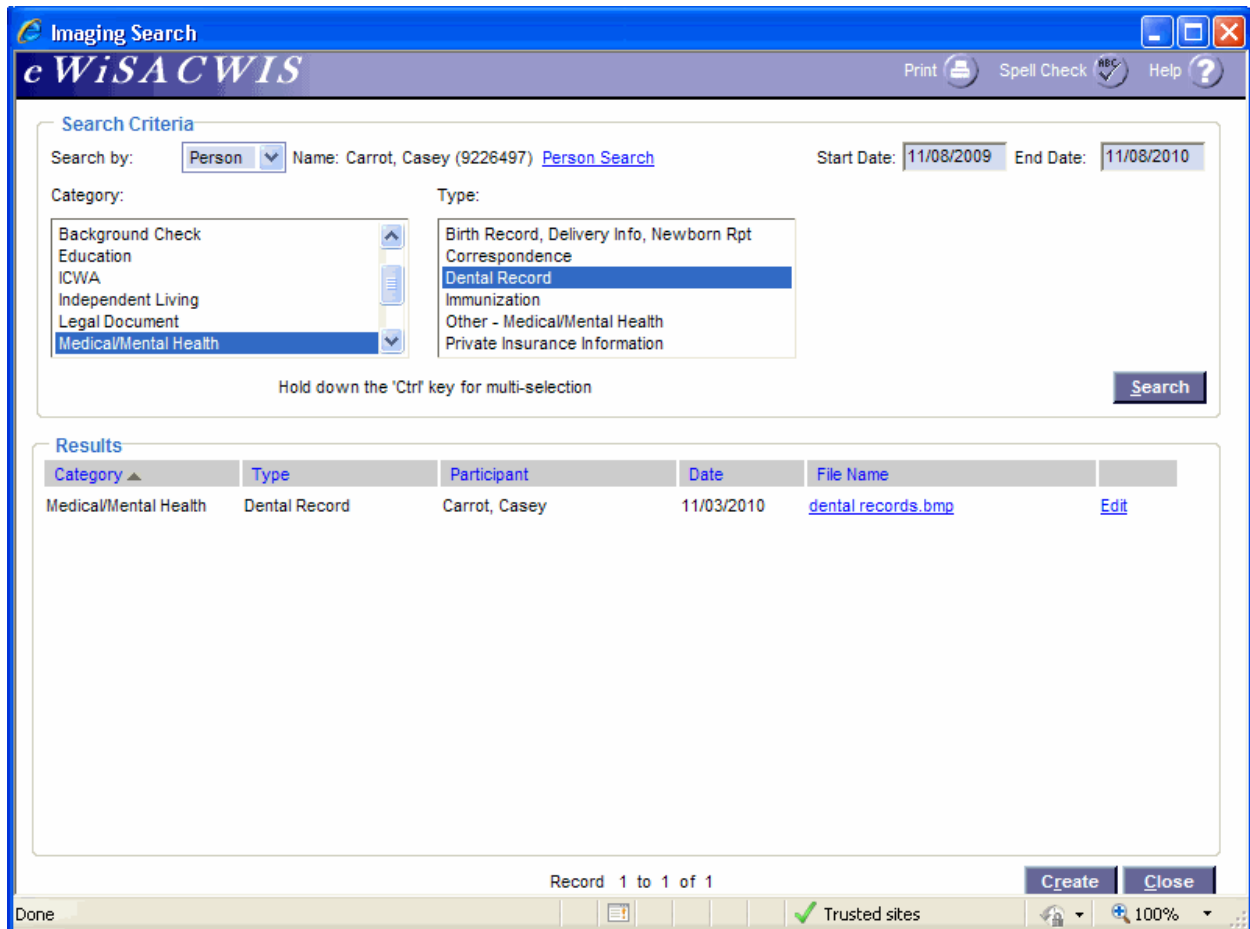 Imaging Search
eWiSACWIS Print Spell Check ABC Help ?
Search Criteria
Search by: Person Name: Carrot, Casey (9226497) Person Search Start Date: 11/08/2009 End Date: 11/08/2010
Category: Type:
Background Check Birth Record, Delivery Info, Newborn Rpt
Education Correspondence
ICWA Dental Record
Independent Living Immunization
Legal Document Other - Medical/Mental Health
Medical/Mental Health Private Insurance Information
Hold down the 'Ctrl' key for multi-selection Search
Results
Category Type Participant Date File Name
Medical/Mental Health Dental Record Carrot, Casey 11/03/2010 dental records.bmp Edit
Record 1 to 1 of 1 Create Close
Done Trusted sites 100%